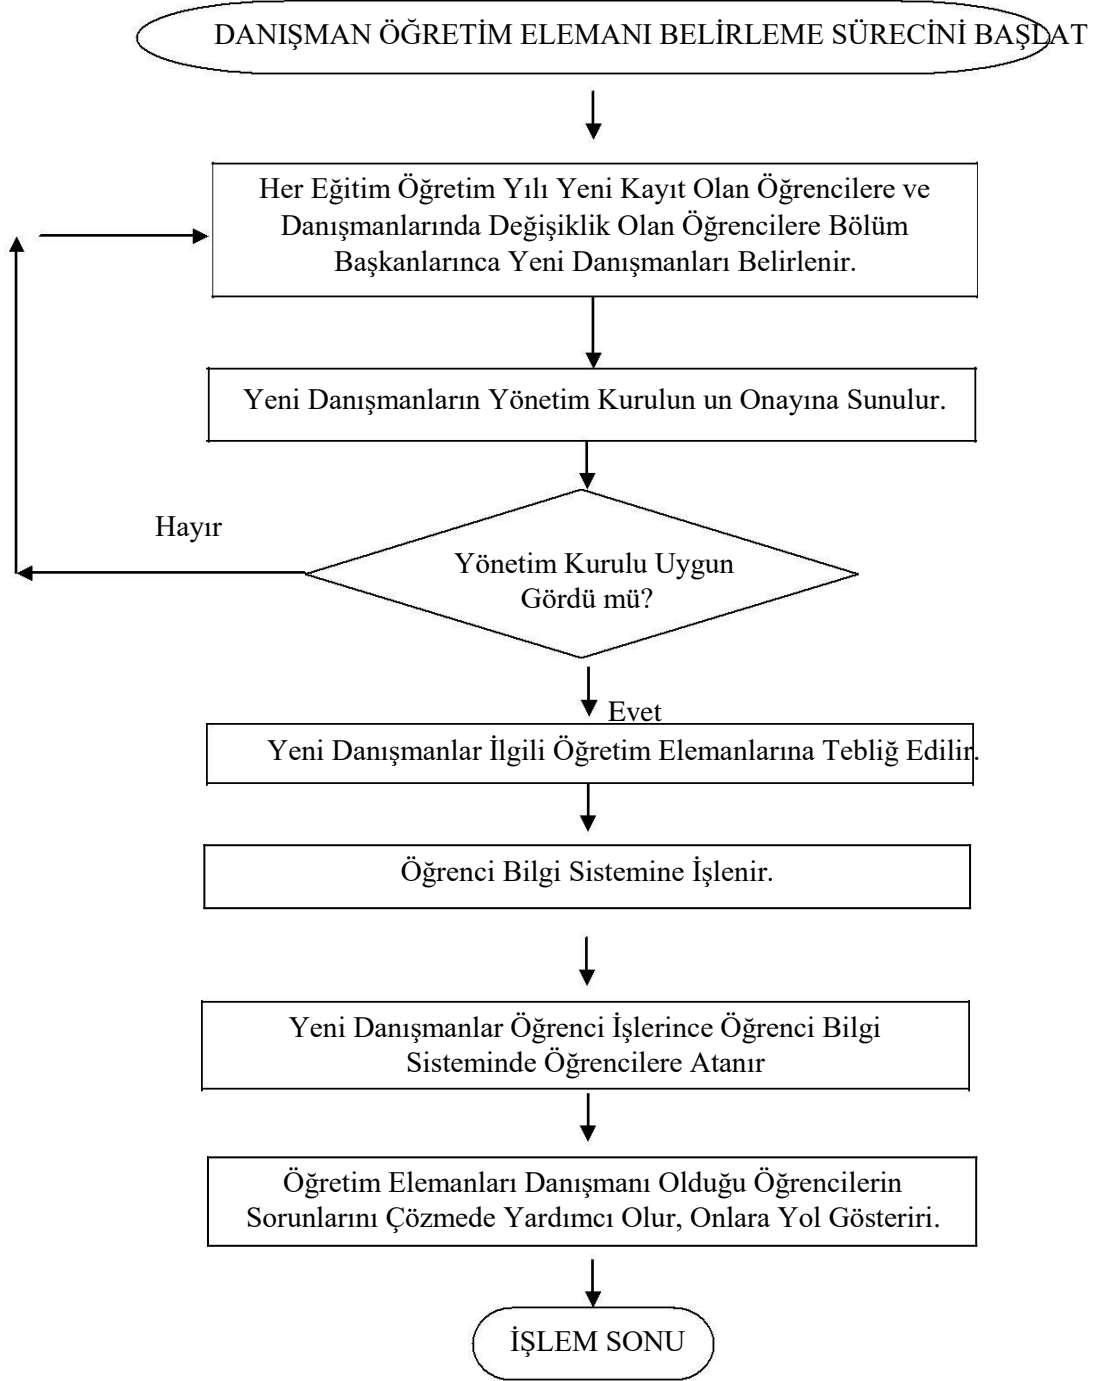 DANIŞMAN ÖĞRETİM ELEMANI BELİRLEME SÜRECİNİ BAŞLAT
Her Eğitim Öğretim Yılı Yeni Kayıt Olan Öğrencilere ve
Danışmanlarında Değişiklik Olan Öğrencilere Bölüm
Başkanlarınca Yeni Danışmanları Belirlenir.
Yeni Danışmanların Yönetim Kurulun un Onayına Sunulur.
Hayır
Yönetim Kurulu Uygun
Gördü mü?
Evet
Yeni Danışmanlar İlgili Öğretim Elemanlarına Tebliğ Edilir.
Öğrenci Bilgi Sistemine İşlenir.
Yeni Danışmanlar Öğrenci İşlerince Öğrenci Bilgi
Sisteminde Öğrencilere Atanır
Öğretim Elemanları Danışmanı Olduğu Öğrencilerin
Sorunlarını Çözmede Yardımcı Olur, Onlara Yol Gösteriri.
İŞLEM SONU